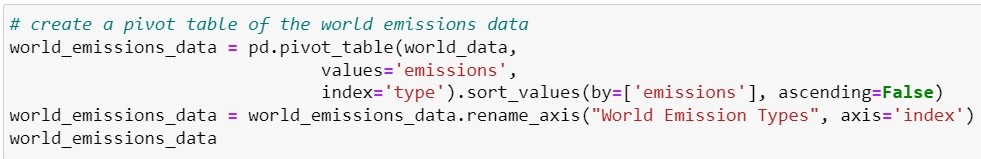 # create a pivot table of the world emissions data
world_emissions_data = pd.pivot_table(world_data,
values='emissions',
index='type').sort_values(by=['emissions'], ascending=False)
world_emissions_data = world_emissions_data.rename_axis("World Emission Types", axis='index')
world_emissions_data